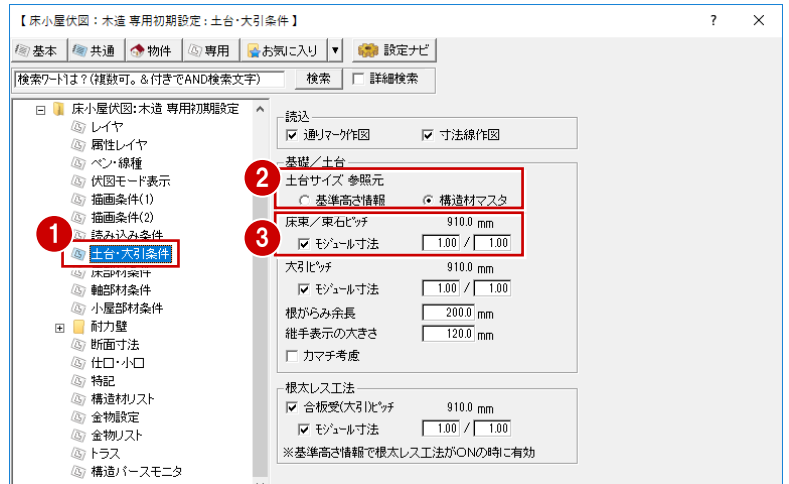 【 床小屋伏図：木造 専用初期設定 : 土台・大引条件 】 ? ×
基本 共通 物件 専用 お気に入り ▼ 設定ナビ
検索ワードは?(複数可。&付きでAND検索文字) 検索 詳細検索
床小屋伏図:木造 専用初期設定
レイヤ
属性レイヤ
ペン・線種
伏図モード表示
描画条件(1)
描画条件(2)
読み込み条件
1 土台・大引条件
床部材条件
軸部材条件
小屋部材条件
耐力壁
断面寸法
仕口・小口
特記
構造材リスト
金物設定
金物リスト
トラス
構造パースモニタ
読込
通りマーク作図 寸法線作図
基礎／土台
2 土台サイズ 参照元
基準高さ情報 構造材マスタ
3 床束／束石ピッチ 910.0 mm
モジュール寸法 1.00 / 1.00
大引ピッチ 910.0 mm
モジュール寸法 1.00 / 1.00
根がらみ余長 200.0 mm
継手表示の大きさ 120.0 mm
カマチ考慮
根太レス工法
合板受(大引)ピッチ 910.0 mm
モジュール寸法 1.00 / 1.00
※基準高さ情報で根太レス工法がONの時に有効